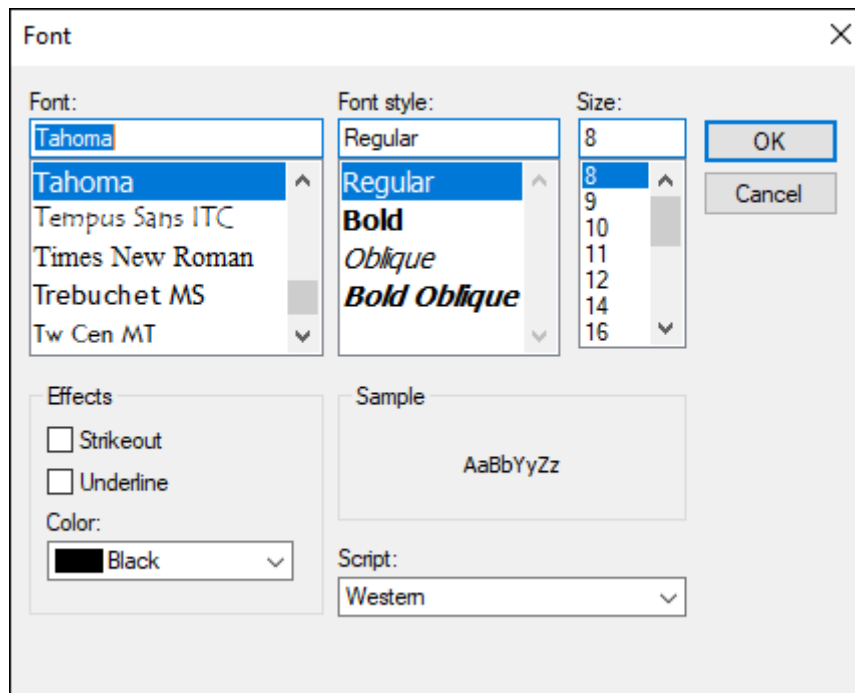 Font
Font:
Font style:
Size:
Tahoma
Regular
8
OK
Tahoma
Tempus Sans ITC
Times New Roman
Trebuchet MS
Tw Cen MT
Regular
Bold
Oblique
Bold Oblique
8
9
10
11
12
14
16
Cancel
Effects
Strikeout
Underline
Color:
Black
Sample
AaBbYyZz
Script:
Western